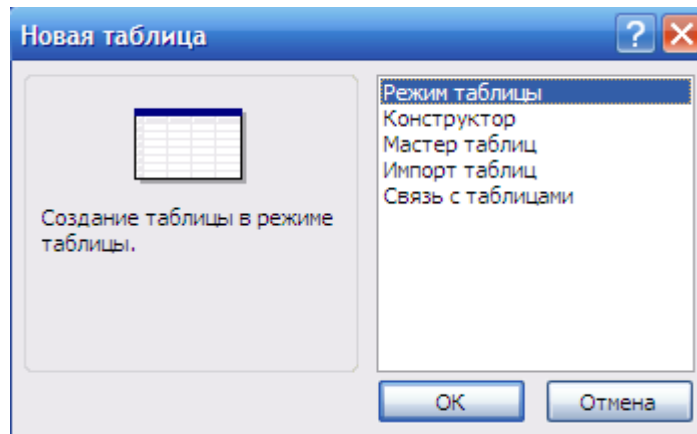 Новая таблица
?
Создание таблицы в режиме
таблицы.
Режим таблицы
Конструктор
Мастер таблиц
Импорт таблиц
Связь с таблицами
ОК
Отмена